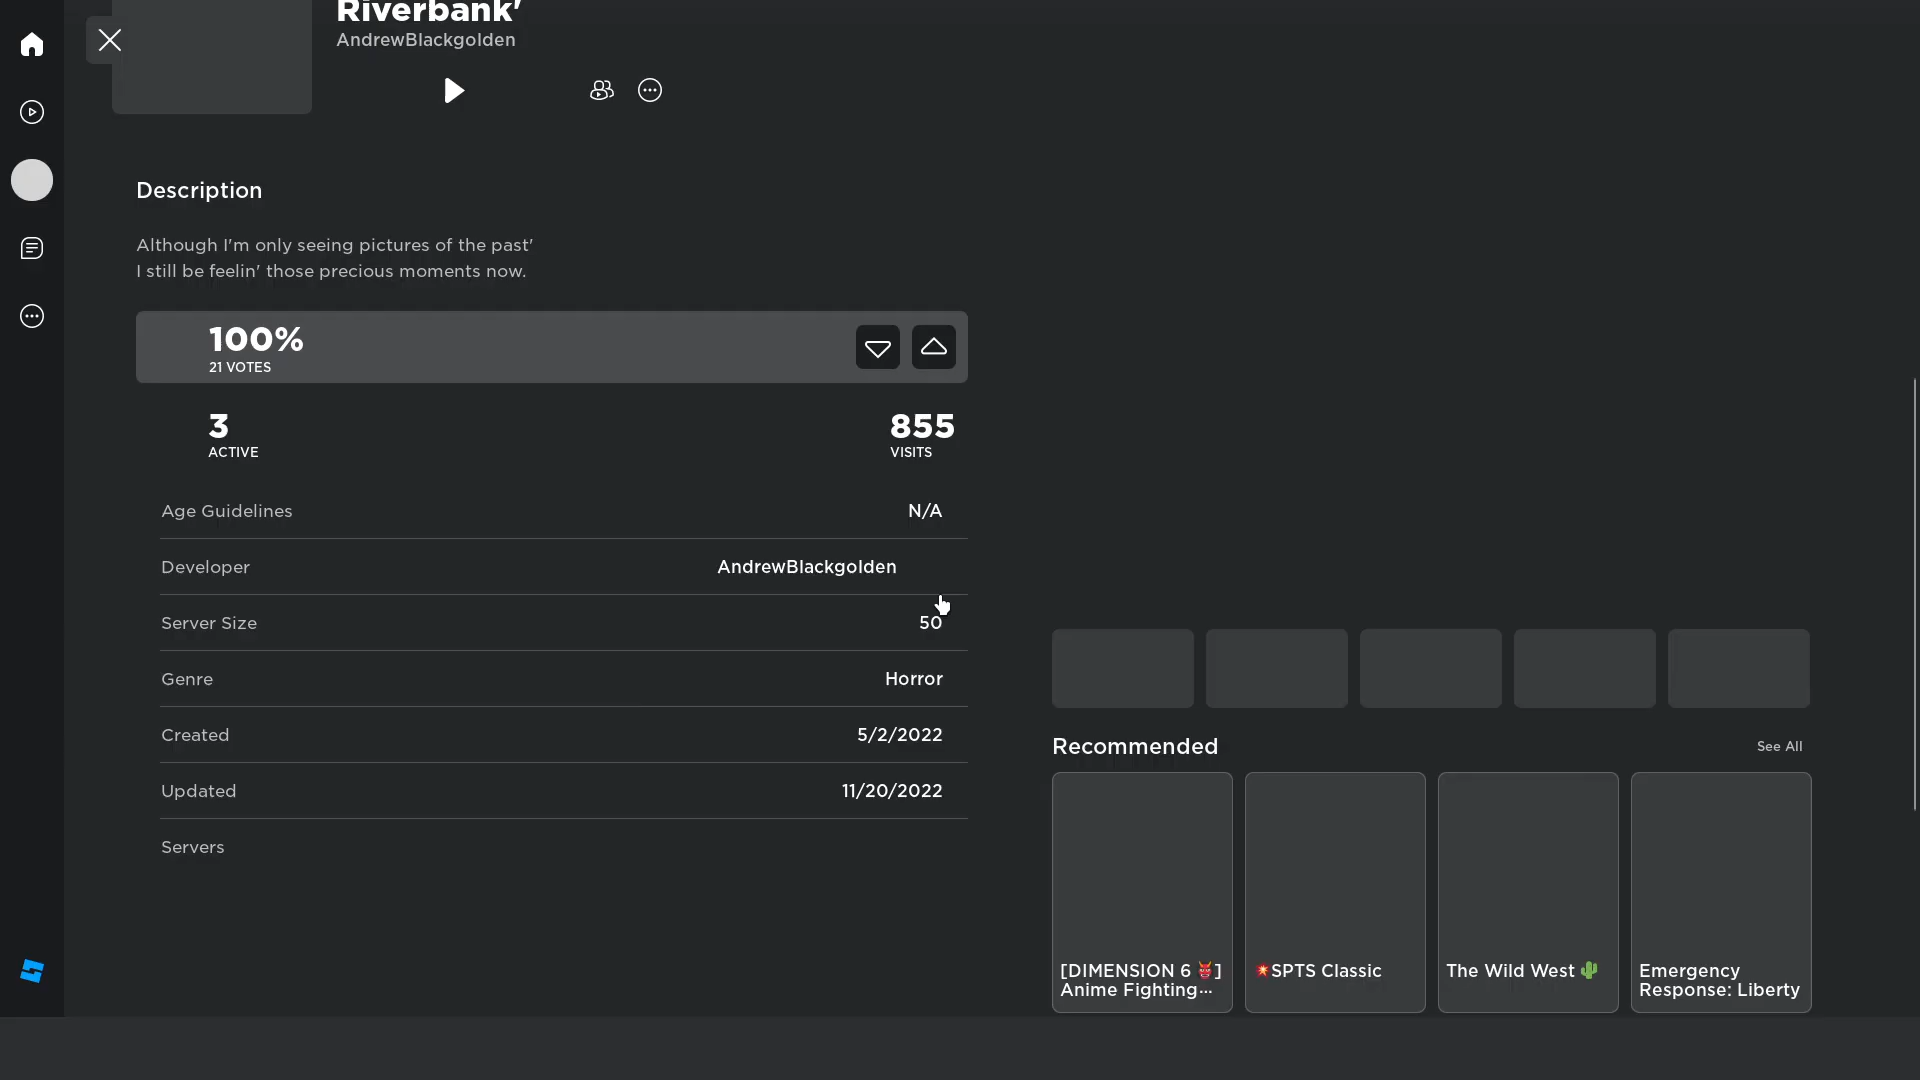 Riverbank'
AndrewBlackgolden
Description
Although I'm only seeing pictures of the past'
I still be feelin' those precious moments now.
100%
21 VOTES
3
ACTIVE
855
VISITS
Age Guidelines
N/A
Developer
AndrewBlackgolden
Server Size
50
Genre
Horror
Created
5/2/2022
Updated
11/20/2022
Servers
Recommended
See All
[DIMENSION 6 👹]
Anime Fighting...
💥SPTS Classic
The Wild West 🌵
Emergency
Response: Liberty